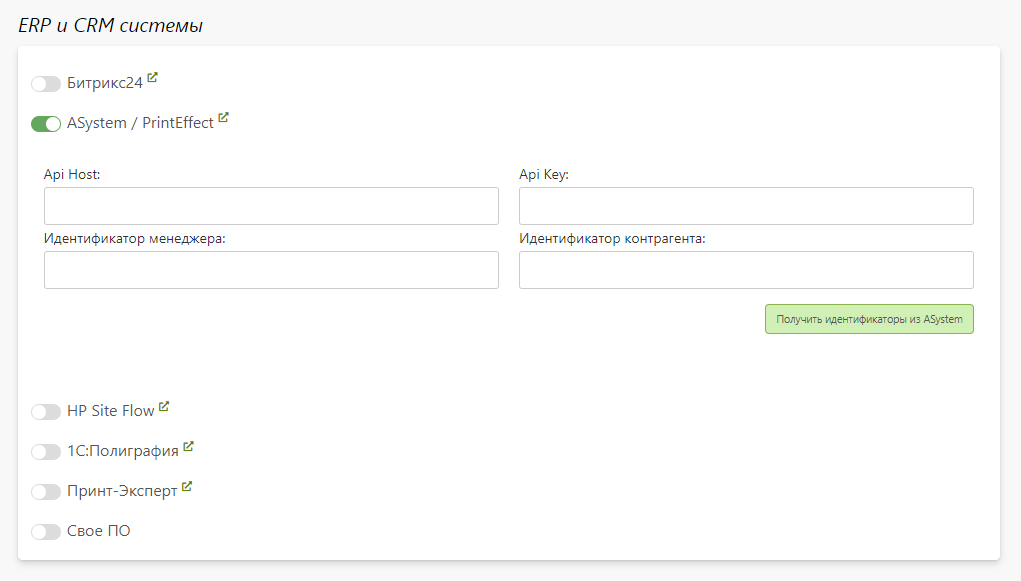 ERP и CRM системы
Битрикс24
ASystem / PrintEffect
Api Host:
Api Key:
Идентификатор менеджера:
Идентификатор контрагента:
Получить идентификаторы из ASystem
HP Site Flow
1С:Полиграфия
Принт-Эксперт
Свое ПО